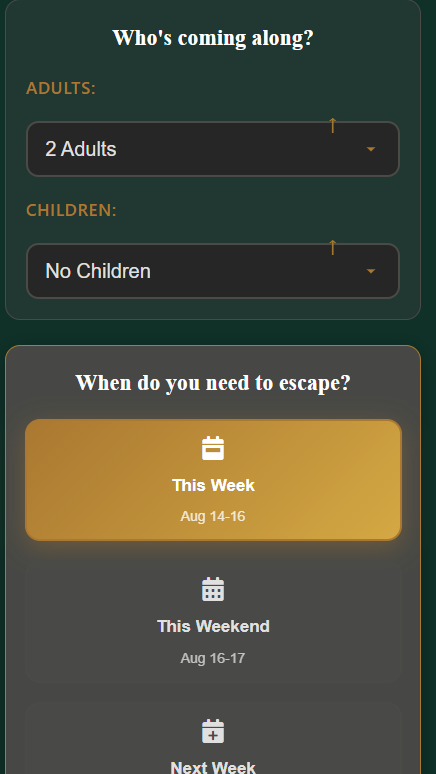 Who's coming along?
ADULTS:
2 Adults
CHILDREN:
No Children
When do you need to escape?
This Week
Aug 14-16
This Weekend
Aug 16-17
Next Week